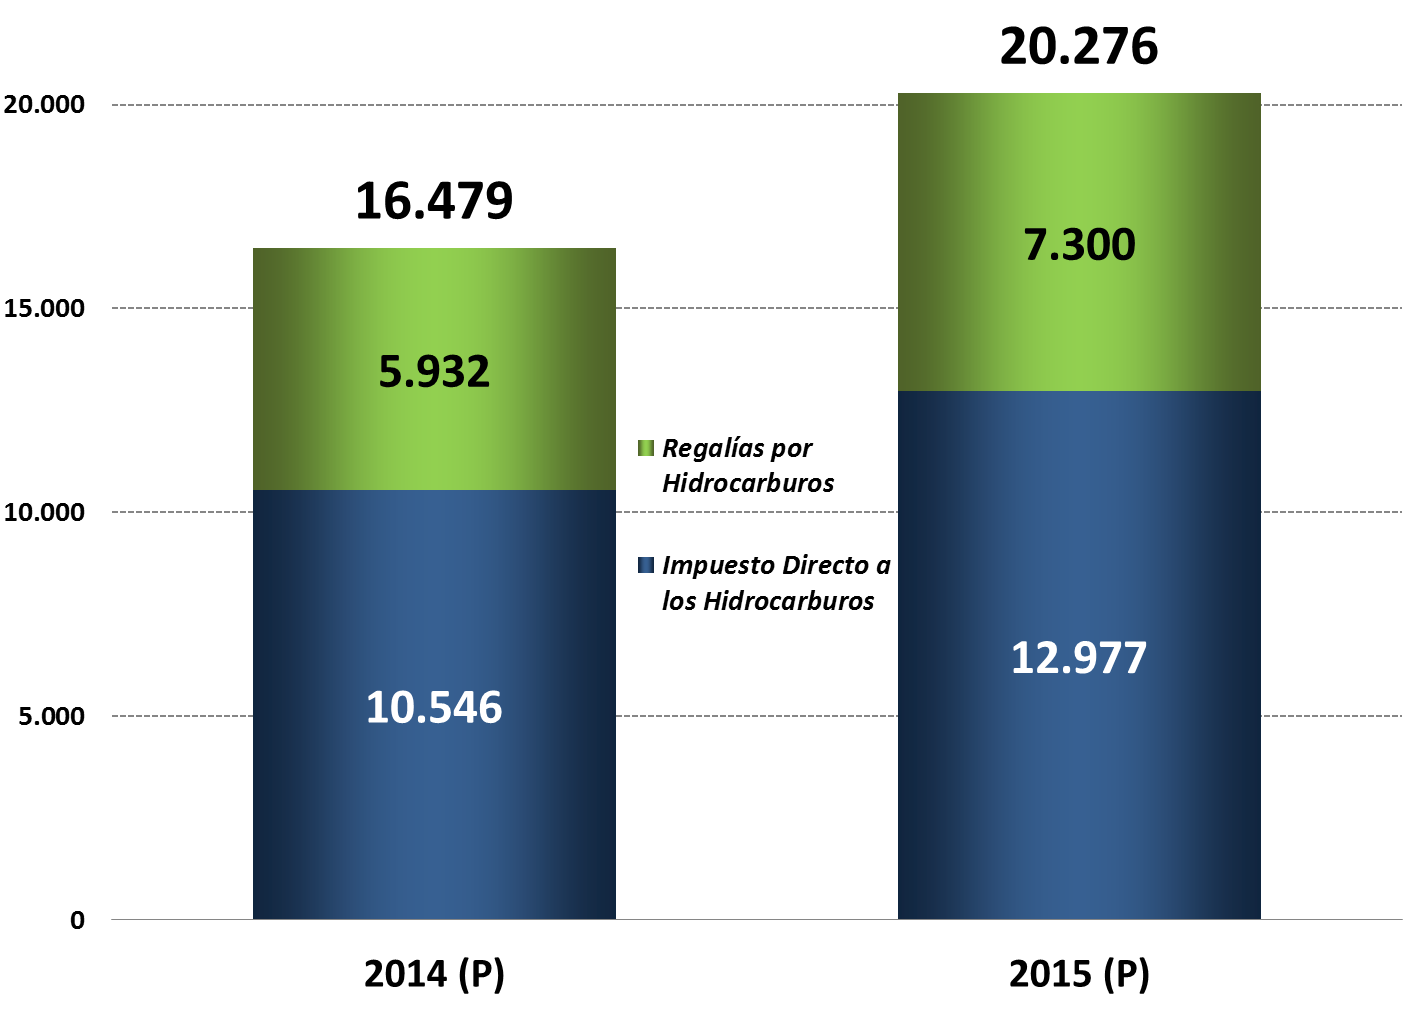 20.276
20.000
16.479
7.300
15.000
5.932
Regalías por
Hidrocarburos
10.000
Impuesto Directo a
los Hidrocarburos
12.977
10.546
5.000
0
2014 (P)
2015 (P)